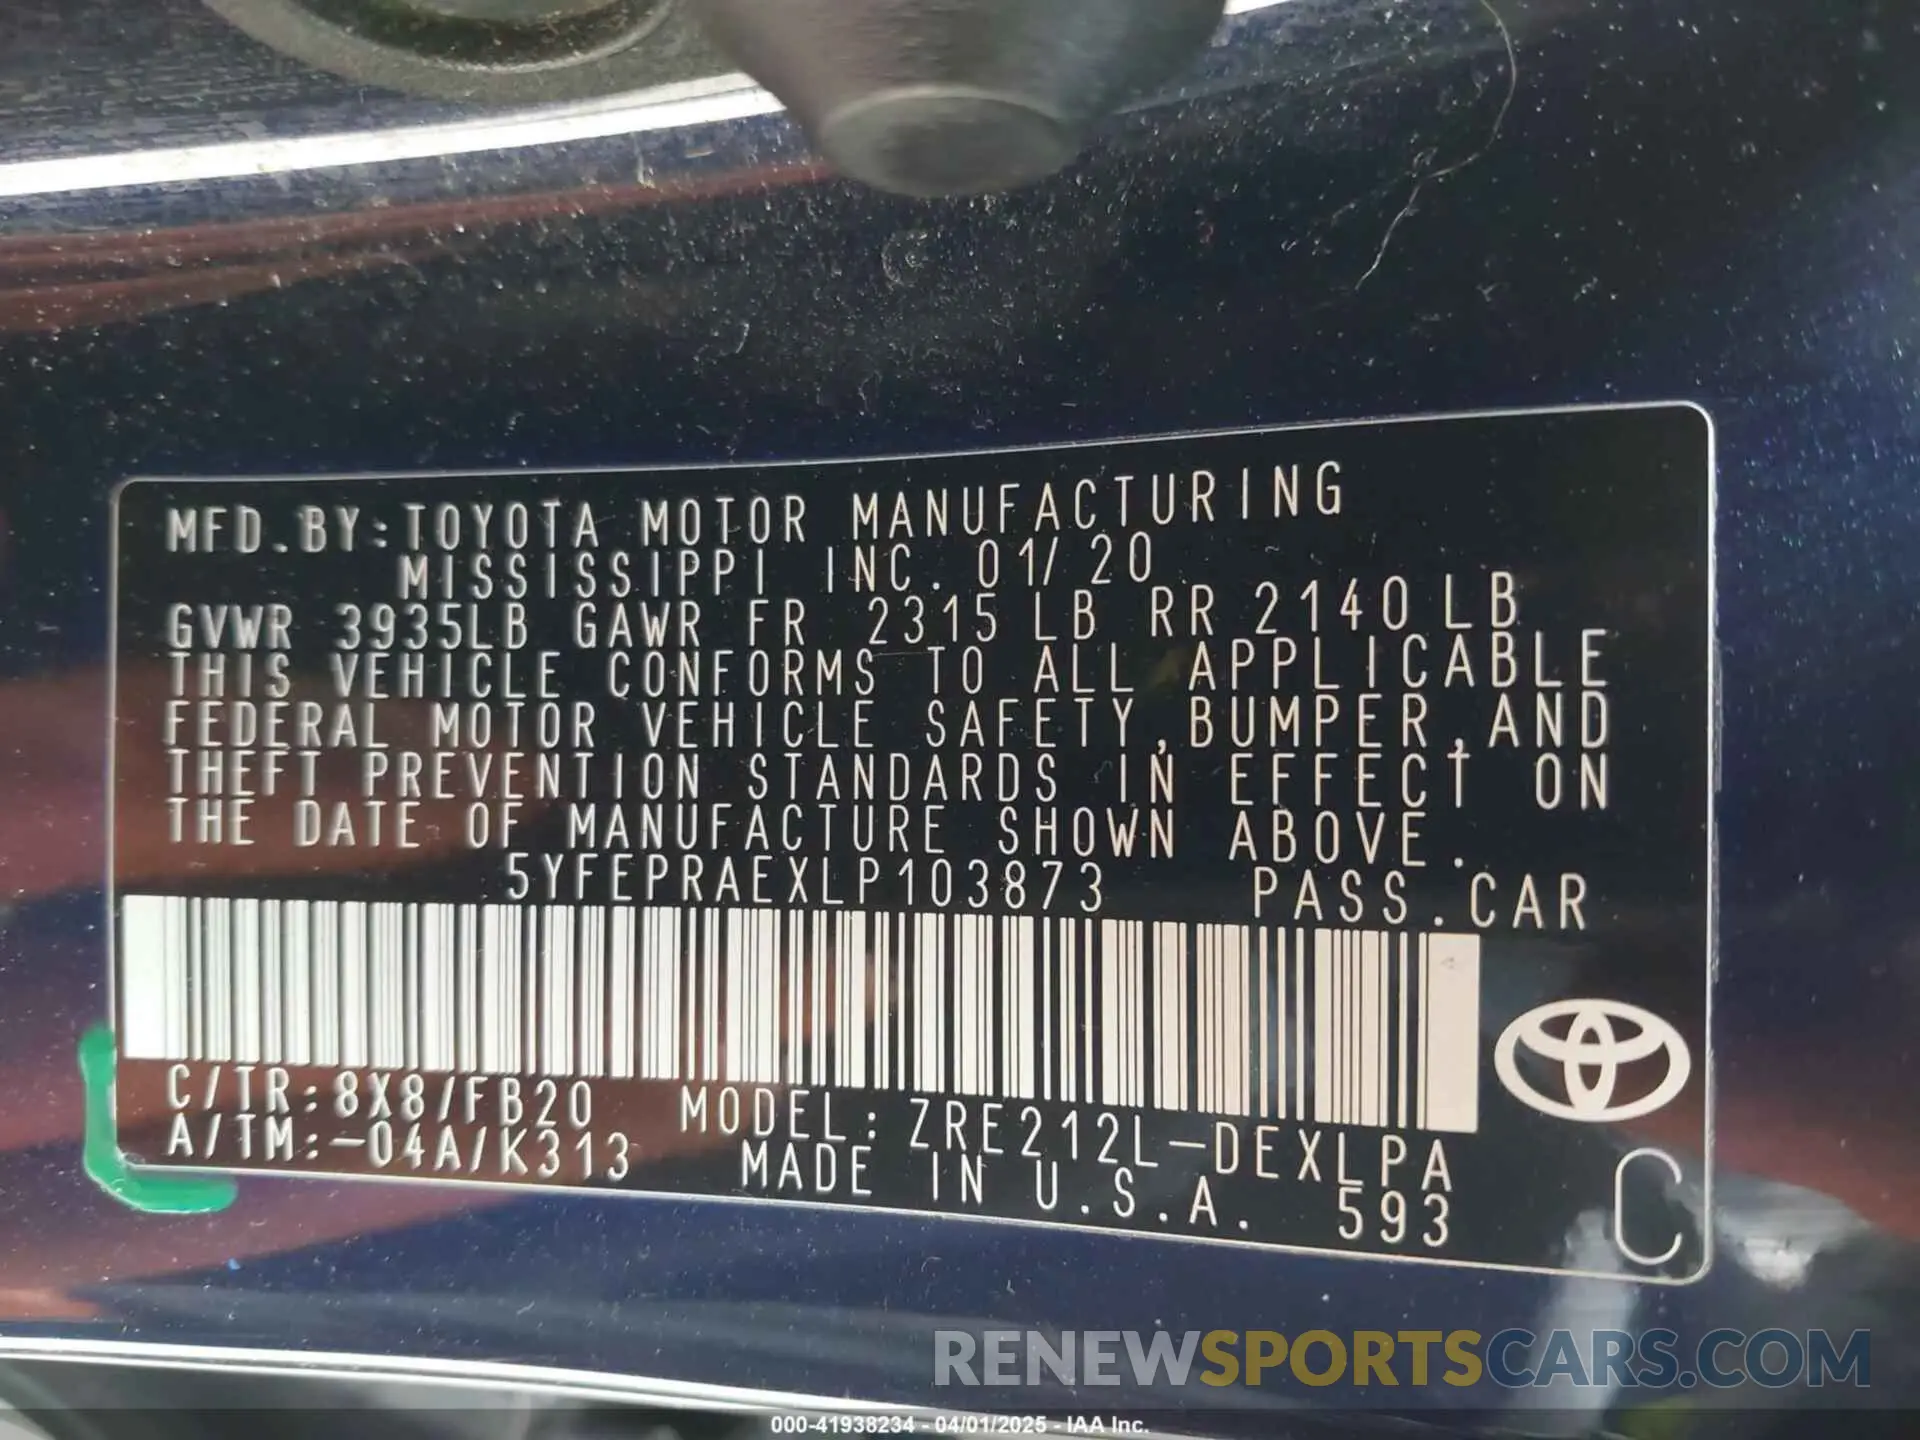 MFD.BY:TOYOTA MOTOR MANUFACTURING
MISSISSIPPI INC. 01/20
GVWR 3935LB GAWR FR 2315 LB RR 2140 LB
THIS VEHICLE CONFORMS TO ALL APPLICABLE
FEDERAL MOTOR VEHICLE SAFETY,BUMPER,AND
THEFT PREVENTION STANDARDS IN EFFECT ON
THE DATE OF MANUFACTURE SHOWN ABOVE.
5YFEPRAEXLP103873 PASS.CAR
C/TR:8X8/FB20 MODEL:ZRE212L-DEXLPA
A/TM:-04A/K313 MADE IN U.S.A. 593
C
RENEWSPORTSCARS.COM
000-41938234 - 04/01/2025 - IAA Inc.